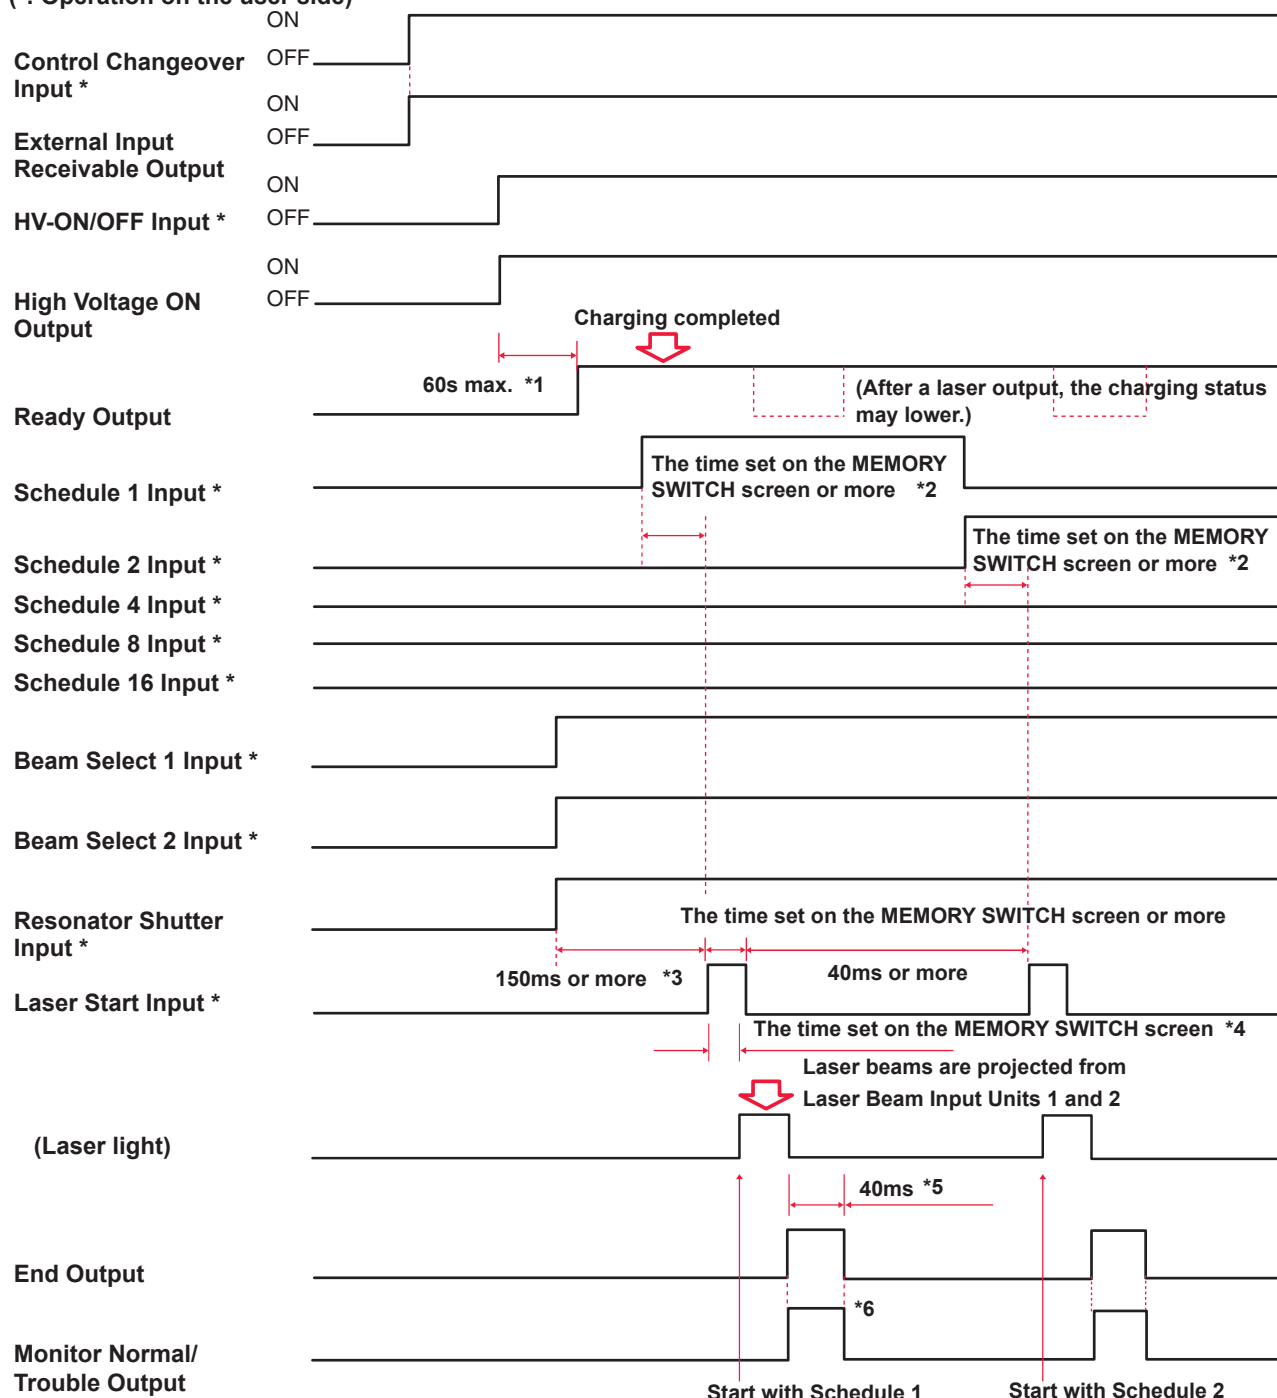 (*: Operation on the user side)
ON
Control Changeover
Input *
OFF
ON
External Input
Receivable Output
OFF
ON
HV-ON/OFF Input *
OFF
ON
High Voltage ON
Output
OFF
Charging completed
60s max. *1
(After a laser output, the charging status
may lower.)
Ready Output
The time set on the MEMORY
SWITCH screen or more *2
Schedule 1 Input *
The time set on the MEMORY
SWITCH screen or more *2
Schedule 2 Input *
Schedule 4 Input *
Schedule 8 Input *
Schedule 16 Input *
Beam Select 1 Input *
Beam Select 2 Input *
Resonator Shutter
Input *
The time set on the MEMORY SWITCH screen or more
150ms or more *3
40ms or more
Laser Start Input *
The time set on the MEMORY SWITCH screen *4
Laser beams are projected from
Laser Beam Input Units 1 and 2
(Laser light)
40ms *5
End Output
*6
Monitor Normal/
Trouble Output
Start with Schedule 1
Start with Schedule 2